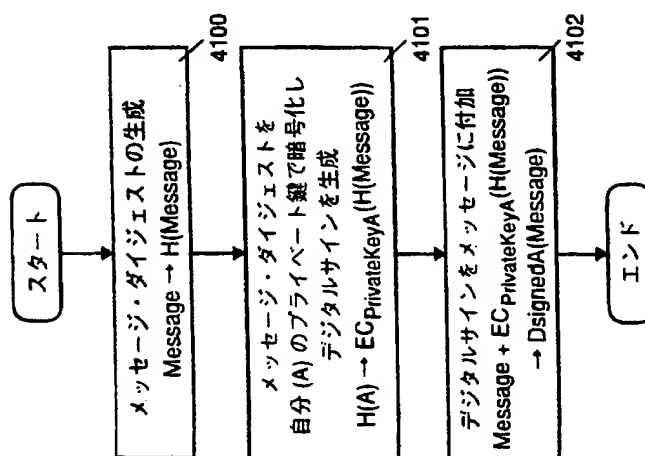 スタート
メッセージ・ダイジェストの生成
Message → H(Message)
4100
メッセージ・ダイジェストを
自分(A)のプライベート鍵で暗号化し
デジタルサインを生成
H(A) → ECPrivateKeyA(H(Message))
4101
デジタルサインをメッセージに付加
Message + ECPrivateKeyA(H(Message))
→ DsignedA(Message)
4102
エンド